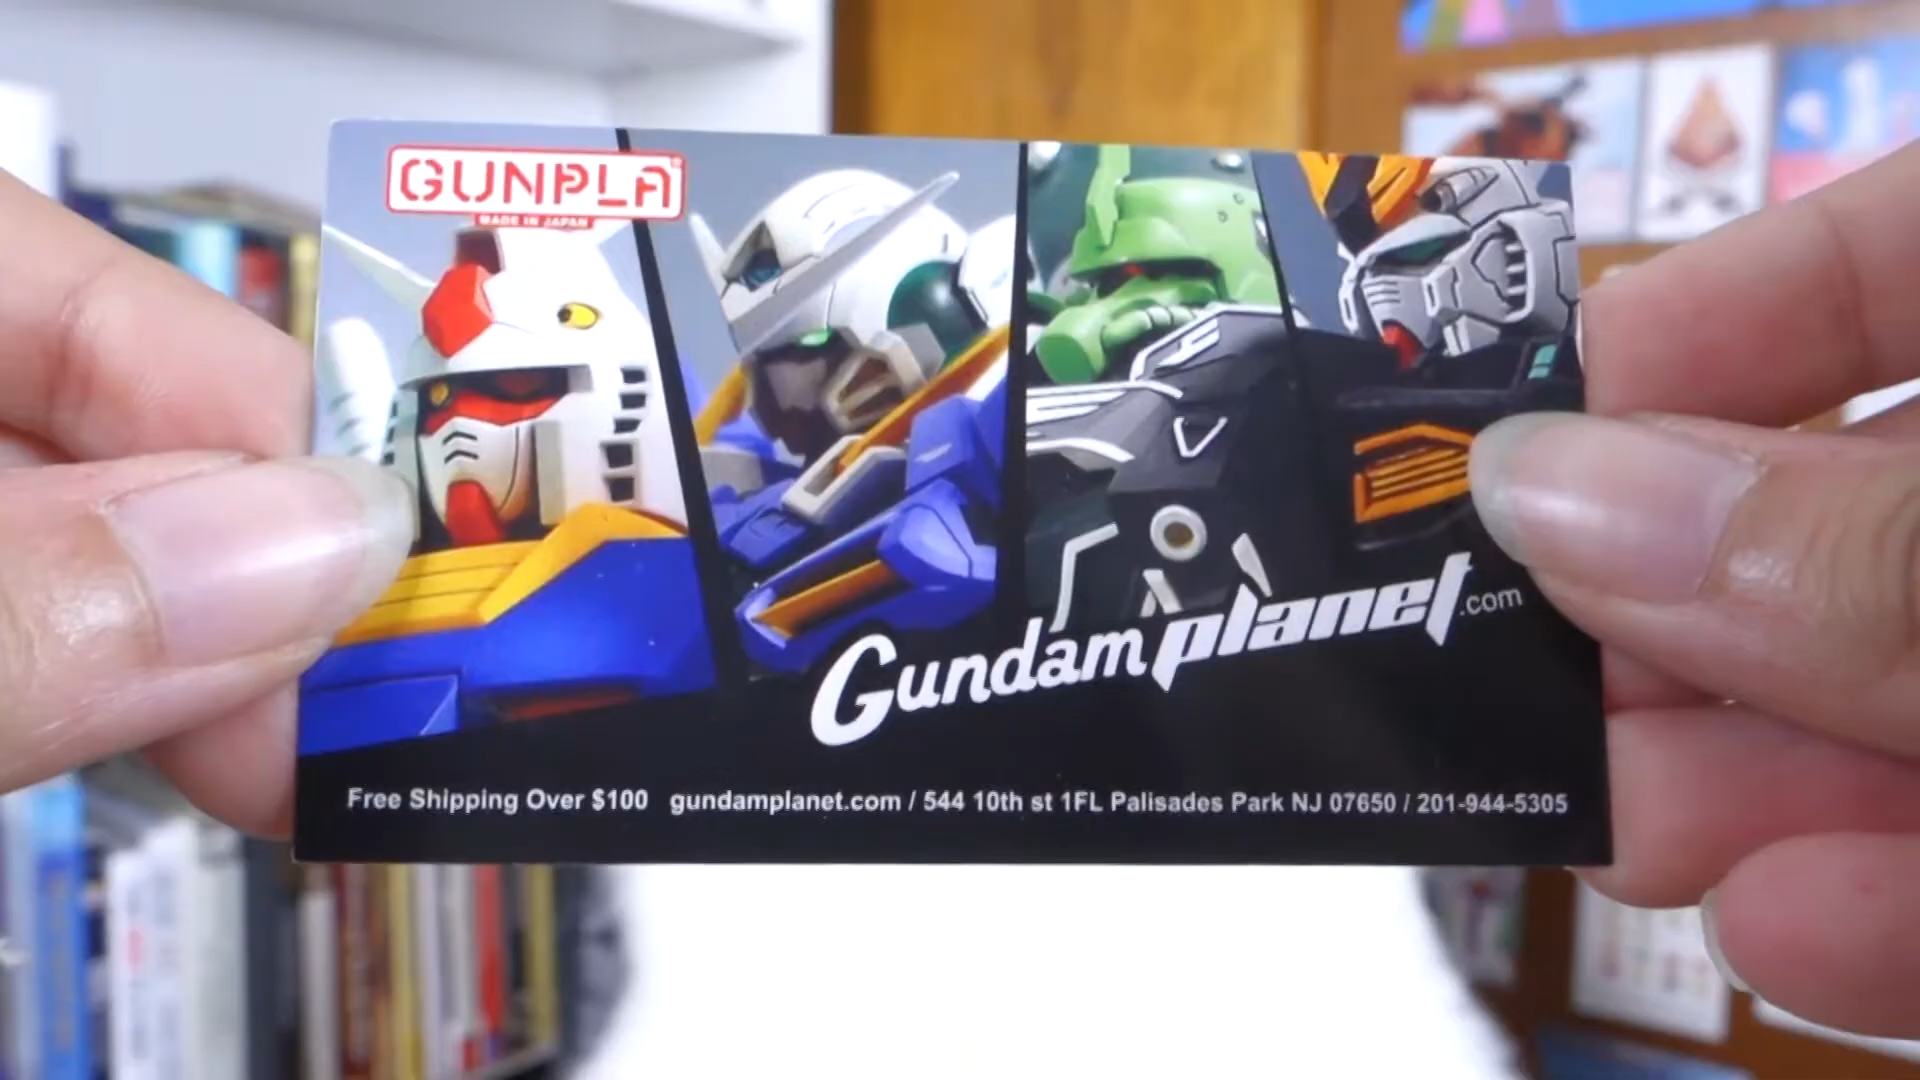 GUNPLA
MADE IN JAPAN
Gundamplanet.com
Free Shipping Over $100 gundamplanet.com / 544 10th st 1FL Palisades Park NJ 07650 / 201-944-5305